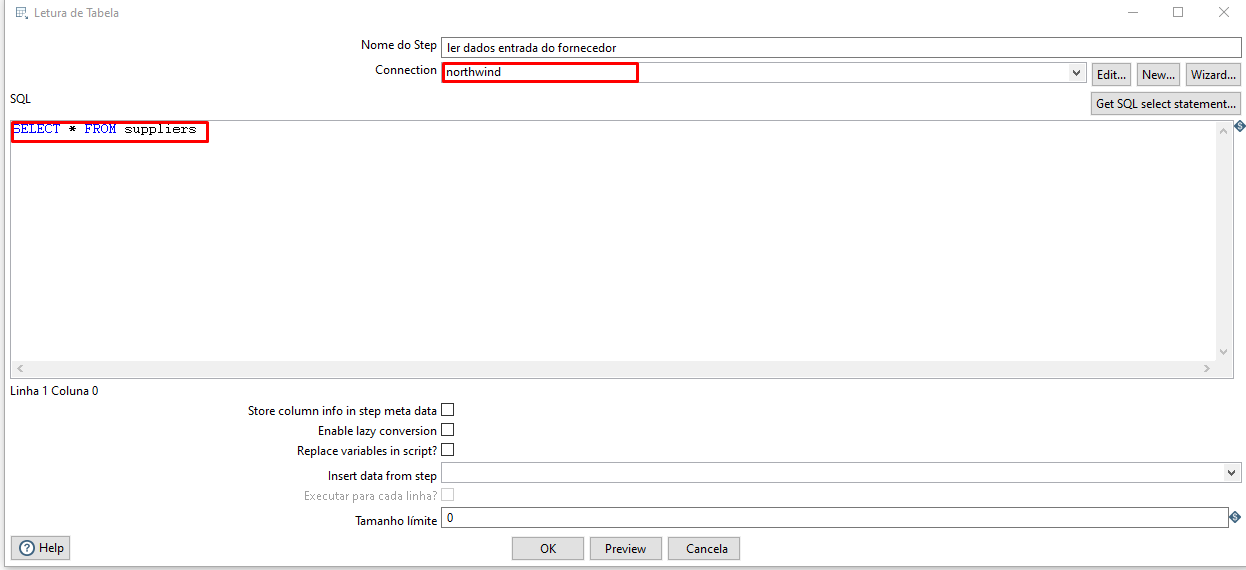 Letura de Tabela
Nome do Step ler dados entrada do fornecedor
Connection northwind Edit... New... Wizard...
SQL Get SQL select statement...
SELECT * FROM suppliers
Linha 1 Coluna 0
Store column info in step meta data
Enable lazy conversion
Replace variables in script?
Insert data from step
Executar para cada linha?
Tamanho límite 0
Help OK Preview Cancela